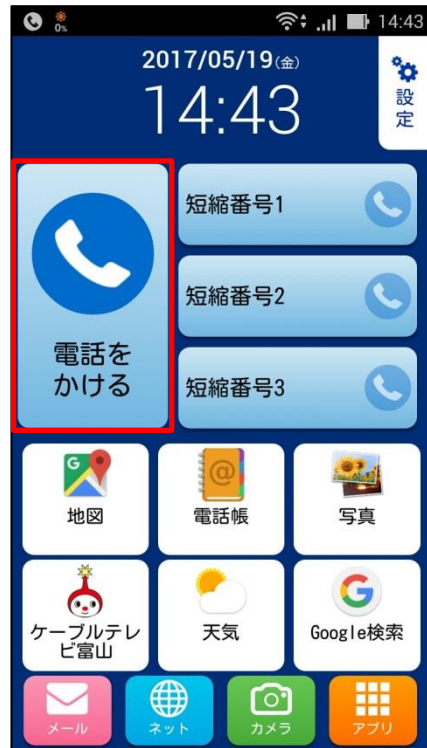 0%
14:43
2017/05/19(金)
14:43
設
定
電話を
かける
短縮番号1
短縮番号2
短縮番号3
G
地図
@
電話帳
写真
ケーブルテレ
ビ富山
天気
G
Google検索
メール
ネット
カメラ
アプリ